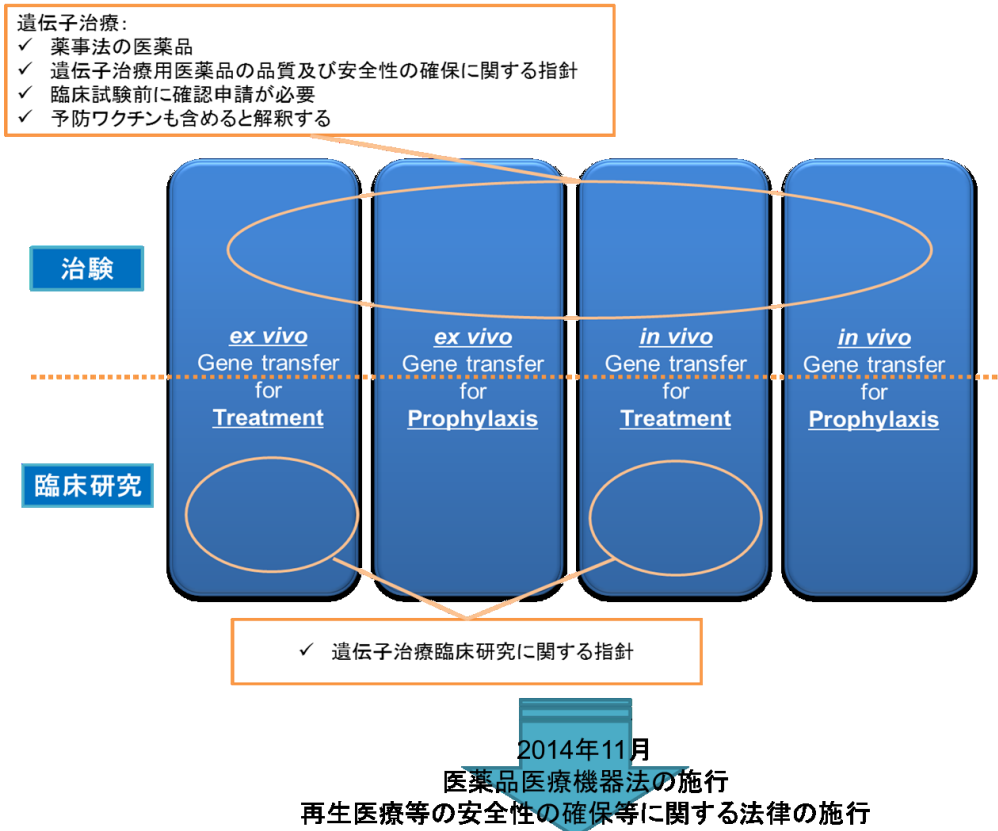 遺伝子治療：
✓ 薬事法の医薬品
✓ 遺伝子治療用医薬品の品質及び安全性の確保に関する指針
✓ 臨床試験前に確認申請が必要
✓ 予防ワクチンも含めると解釈する
治験
ex vivo
Gene transfer
for
Treatment
ex vivo
Gene transfer
for
Prophylaxis
in vivo
Gene transfer
for
Treatment
in vivo
Gene transfer
for
Prophylaxis
臨床研究
✓ 遺伝子治療臨床研究に関する指針
2014年11月
医薬品医療機器法の施行
再生医療等の安全性の確保等に関する法律の施行